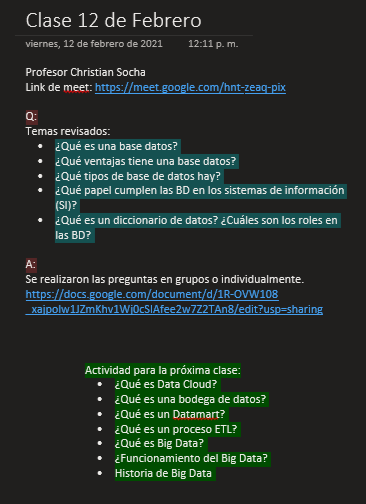 Clase 12 de Febrero
viernes, 12 de febrero de 2021 12:11 p. m.
Profesor Christian Socha
Link de meet: https://meet.google.com/hnt-zeaq-pix
Q:
Temas revisados:
• ¿Qué es una base datos?
• ¿Qué ventajas tiene una base datos?
• ¿Qué tipos de base de datos hay?
• ¿Qué papel cumplen las BD en los sistemas de información
(SI)?
• ¿Qué es un diccionario de datos? ¿Cuáles son los roles en
las BD?
A:
Se realizaron las preguntas en grupos o individualmente.
https://docs.google.com/document/d/1R-OVW108
_xajpolw1JZmKhv1Wj0cSlAfee2w7Z2TAn8/edit?usp=sharing
Actividad para la próxima clase:
• ¿Qué es Data Cloud?
• ¿Qué es una bodega de datos?
• ¿Qué es un Datamart?
• ¿Qué es un proceso ETL?
• ¿Qué es Big Data?
• ¿Funcionamiento del Big Data?
• Historia de Big Data